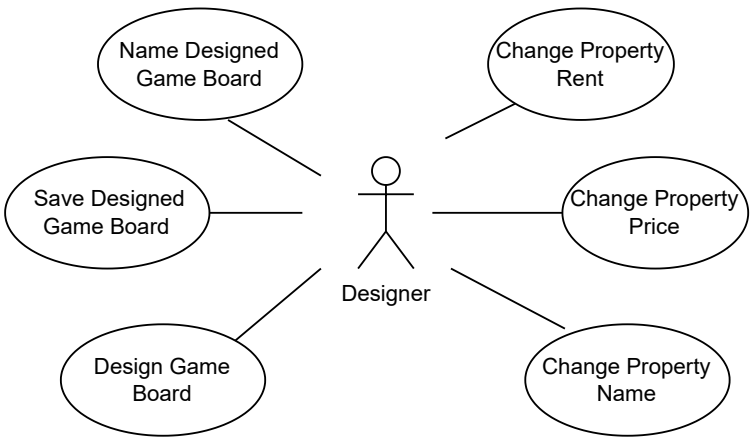 Name Designed
Game Board
Change Property
Rent
Save Designed
Game Board
Change Property
Price
Designer
Design Game
Board
Change Property
Name